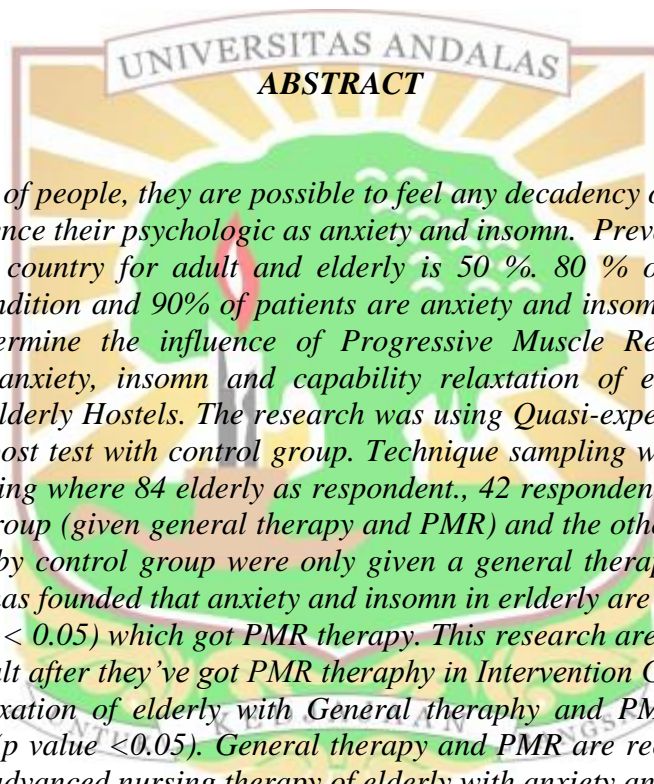 UNIVERSITAS ANDALAS
ABSTRACT
of people, they are possible to feel any decadency
ence their psychologic as anxiety and insomn. Prev
country for adult and elderly is 50 %. 80 % o
ndition and 90% of patients are anxiety and insom
ermine the influence of Progressive Muscle Re
anxiety, insomn and capability relaxtation of e
lderly Hostels. The research was using Quasi-expe
ost test with control group. Technique sampling w
ing where 84 elderly as respondent., 42 responden
roup (given general therapy and PMR) and the othe
by control group were only given a general therap
as founded that anxiety and insomn in erlderly are
< 0.05) which got PMR therapy. This research are
lt after they've got PMR theraphy in Intervention
xation of elderly with General theraphy and PM
(p value <0.05). General therapy and PMR are re
advanced nursing therapy of elderly with anxiety an